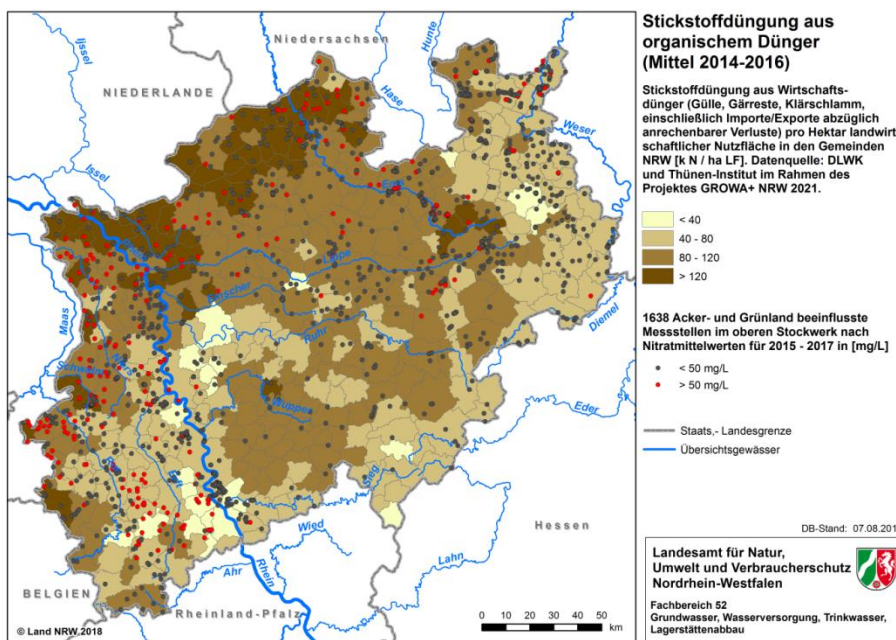 Stickstoffdüngung aus
organischem Dünger
(Mittel 2014-2016)
Stickstoffdüngung aus Wirtschafts-
dünger (Gülle, Gärreste, Klärschlamm,
einschließlich Importe/Exporte abzüglich
anrechenbarer Verluste) pro Hektar landwirt
schaftlicher Nutzfläche in den Gemeinden
NRW [k N / ha LF]. Datenquelle: DLWK
und Thünen-Institut im Rahmen des
Projektes GROWA+ NRW 2021.
< 40
40 - 80
80 - 120
> 120
1638 Acker- und Grünland beeinflusste
Messstellen im oberen Stockwerk nach
Nitratmittelwerten für 2015 - 2017 in [mg/L]
< 50 mg/L
> 50 mg/L
Staats,- Landesgrenze
Übersichtsgewässer
DB-Stand: 07.08.201
Landesamt für Natur,
Umwelt und Verbraucherschutz
Nordrhein-Westfalen
Fachbereich 52
Grundwasser, Wasserversorgung, Trinkwasser,
Lagerstättenabbau
Niedersachsen
NIEDERLANDE
Hessen
BELGIEN
Rheinland-Pfalz
Ijssel
Hunte
Hase
Weser
Issel
Ems
Lippe
Emscher
Ruhr
Diemel
Maas
Niers
Schwalm
Wupper
Eder
Rur
Erft
Sieg
Wied
Lahn
Ahr
Rhein
0 10 20 30 40 50
km
© Land NRW 2018